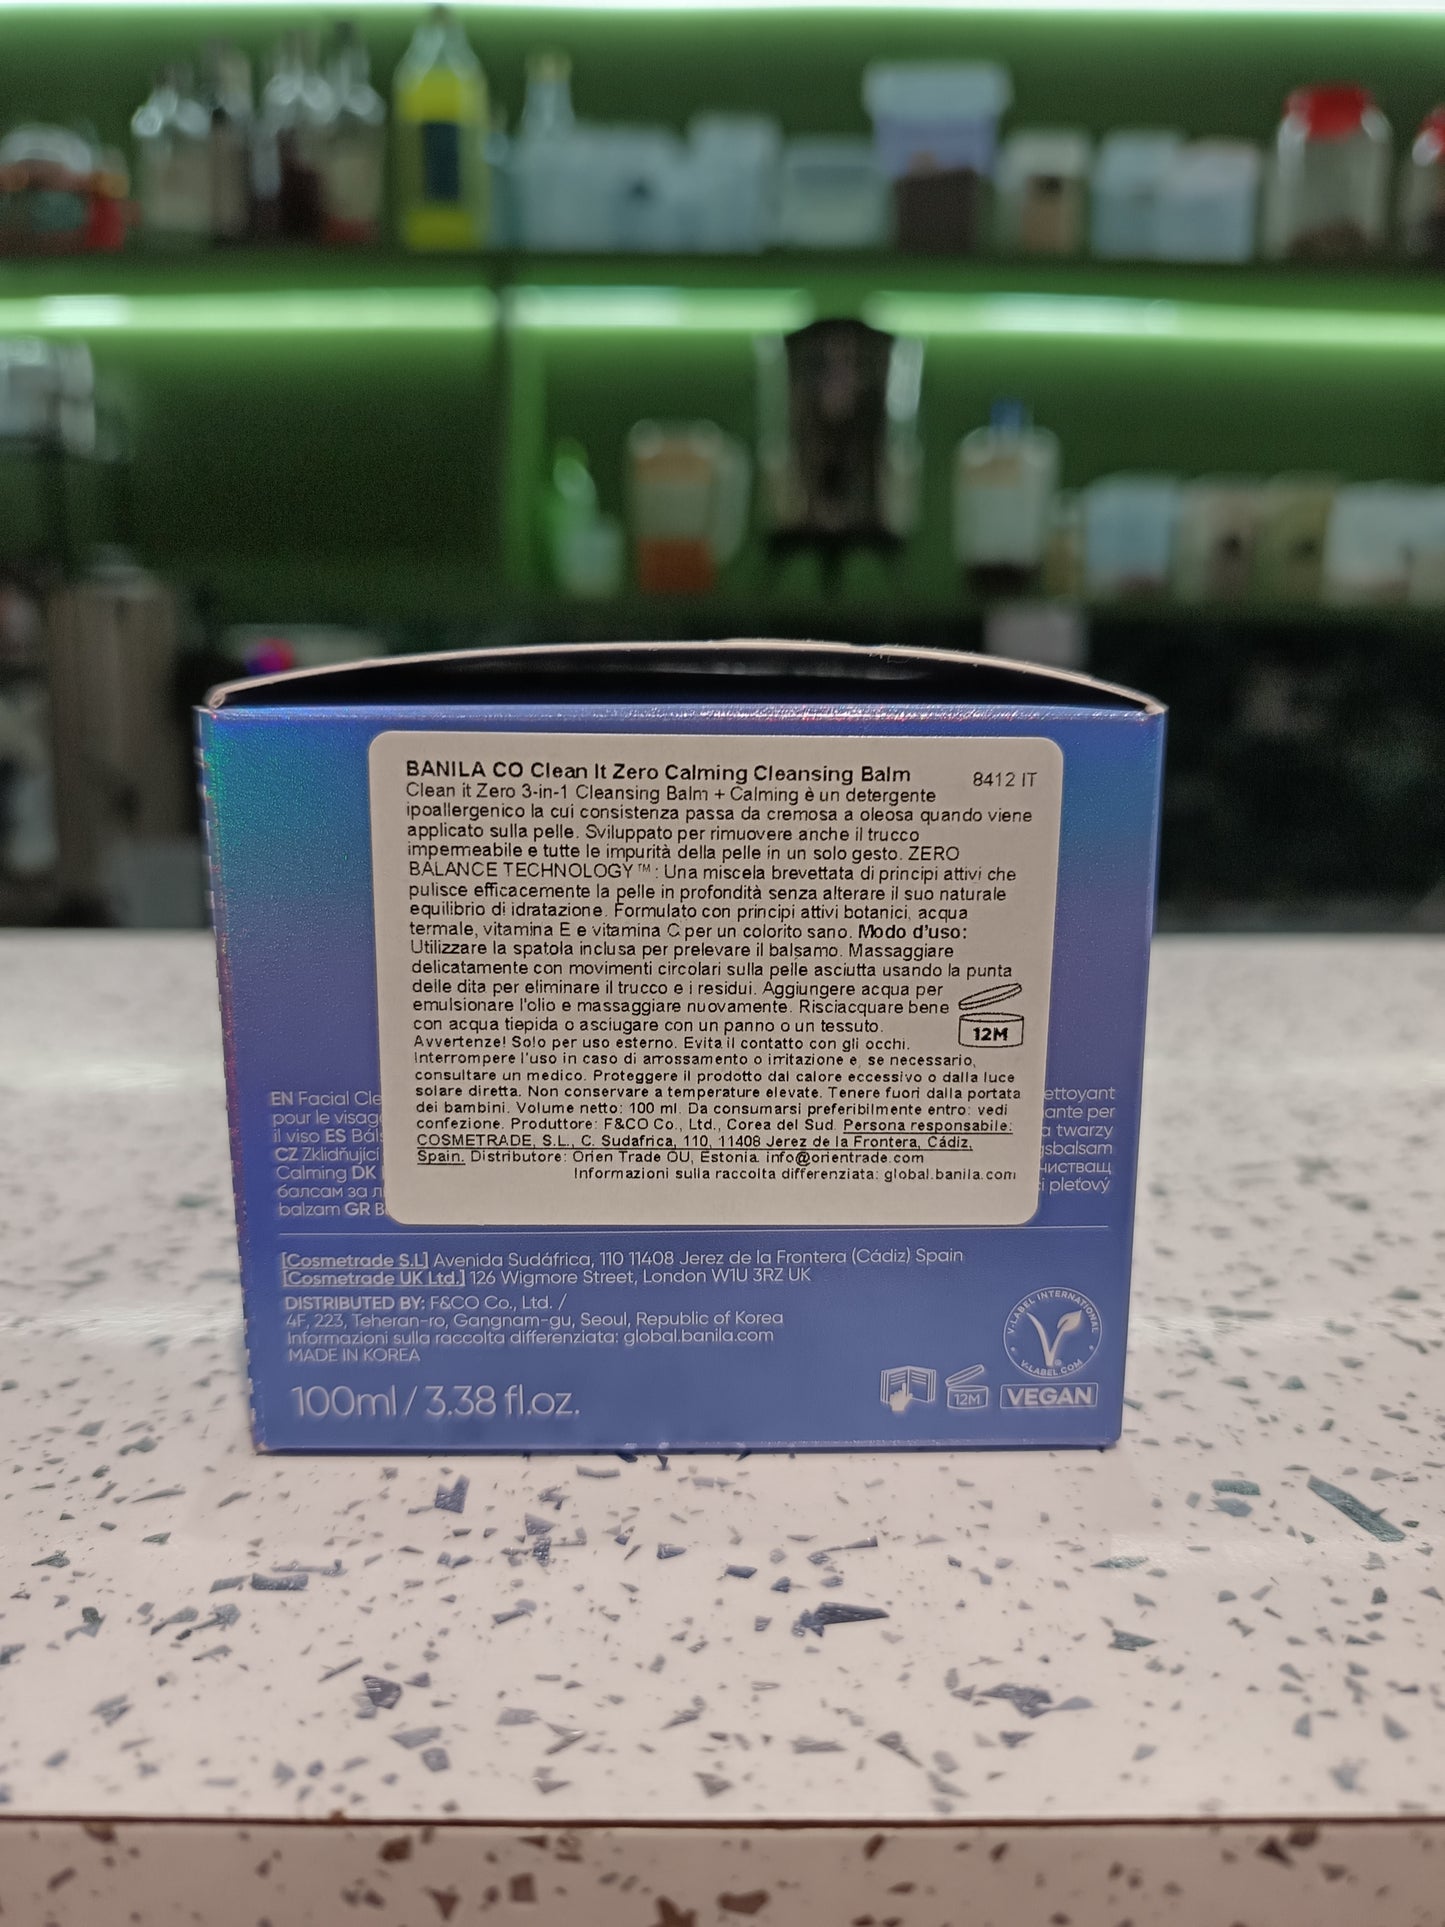 BANILA CO Clean It Zero Calming Cleansing Balm 8412 IT
Clean it Zero 3-in-1 Cleansing Balm + Calming è un detergente
ipoallergenico la cui consistenza passa da cremosa a oleosa quando viene
applicato sulla pelle. Sviluppato per rimuovere anche il trucco
impermeabile e tutte le impurità della pelle in un solo gesto. ZERO
BALANCE TECHNOLOGY™: Una miscela brevettata di principi attivi che
pulisce efficacemente la pelle in profondità senza alterare il suo naturale
equilibrio di idratazione. Formulato con principi attivi botanici, acqua
termale, vitamina E e vitamina C per un colorito sano. Modo d'uso:
Utilizzare la spatola inclusa per prelevare il balsamo. Massaggiare
delicatamente con movimenti circolari sulla pelle asciutta usando la punta
delle dita per eliminare il trucco e i residui. Aggiungere acqua per
emulsionare l'olio e massaggiare nuovamente. Risciacquare bene
con acqua tiepida o asciugare con un panno o un tessuto.
12M
Avvertenze! Solo per uso esterno. Evita il contatto con gli occhi.
Interrompere l'uso in caso di arrossamento o irritazione e, se necessario,
consultare un medico. Proteggere il prodotto dal calore eccessivo o dalla luce
solare diretta. Non conservare a temperature elevate. Tenere fuori dalla portata
dei bambini. Volume netto: 100 ml. Da consumarsi preferibilmente entro: vedi
confezione. Produttore: F&CO Co., Ltd., Corea del Sud. Persona responsabile:
COSMETRADE, S.L., C. Sudafrica, 110, 11408 Jerez de la Frontera, Cádiz,
Spain. Distributore: Orien Trade OU, Estonia. info@orientrade.com
Informazioni sulla raccolta differenziata: global.banila.com
EN Facial Cle ettoyant
pour le visag ante per
il viso ES Báls a twarzy
CZ Zklidňující gsbalsam
Calming DK чистващ
балсам за л i pleťový
balzam GR B
[Cosmetrade S.L] Avenida Sudáfrica, 110 11408 Jerez de la Frontera (Cádiz) Spain
[Cosmetrade UK Ltd.] 126 Wigmore Street, London W1U 3RZ UK
DISTRIBUTED BY: F&CO Co., Ltd. /
4F, 223, Teheran-ro, Gangnam-gu, Seoul, Republic of Korea
Informazioni sulla raccolta differenziata: global.banila.com
MADE IN KOREA
100ml / 3.38 fl.oz.
V-LABEL INTERNATIONAL
V-LABEL.COM
12M
VEGAN